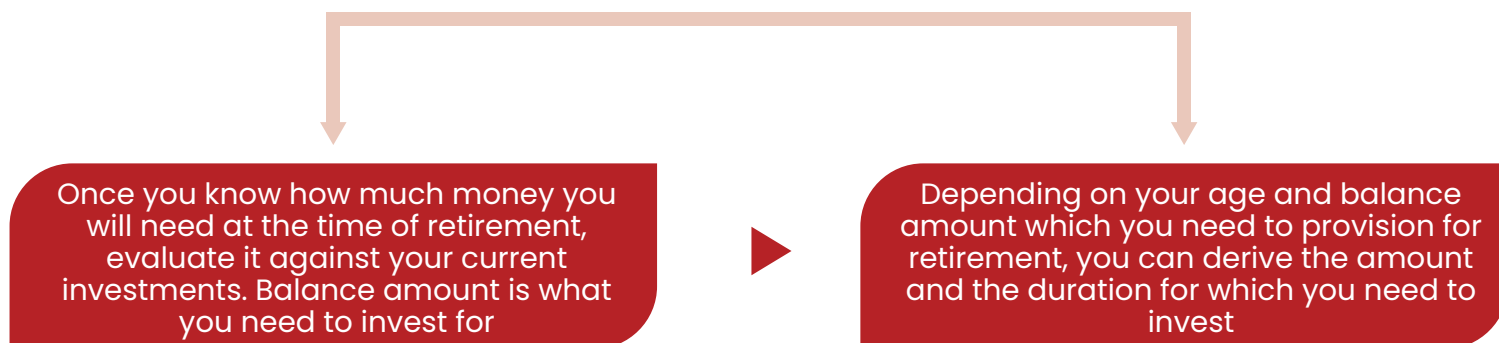 Once you know how much money you
will need at the time of retirement,
evaluate it against your current
investments. Balance amount is what
you need to invest for
Depending on your age and balance
amount which you need to provision for
retirement, you can derive the amount
and the duration for which you need to
invest